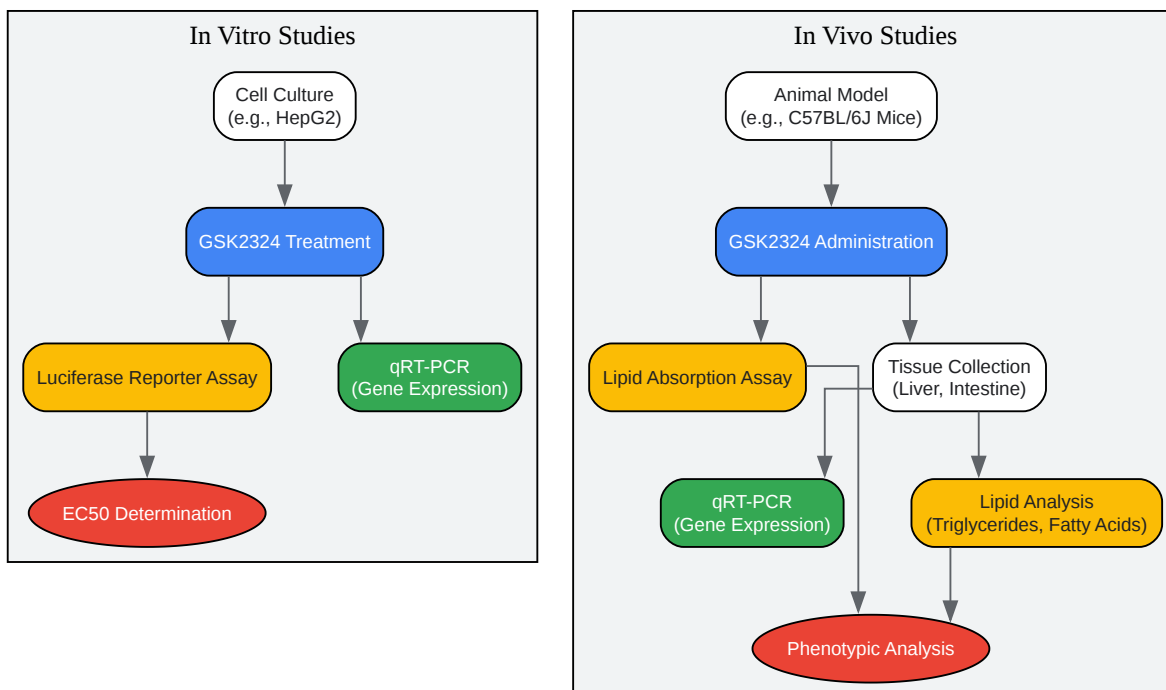 In Vitro Studies
Cell Culture
(e.g., HepG2)
GSK2324 Treatment
Luciferase Reporter Assay
qRT-PCR
(Gene Expression)
EC50 Determination
In Vivo Studies
Animal Model
(e.g., C57BL/6J Mice)
GSK2324 Administration
Lipid Absorption Assay
Tissue Collection
(Liver, Intestine)
qRT-PCR
(Gene Expression)
Lipid Analysis
(Triglycerides, Fatty Acids)
Phenotypic Analysis